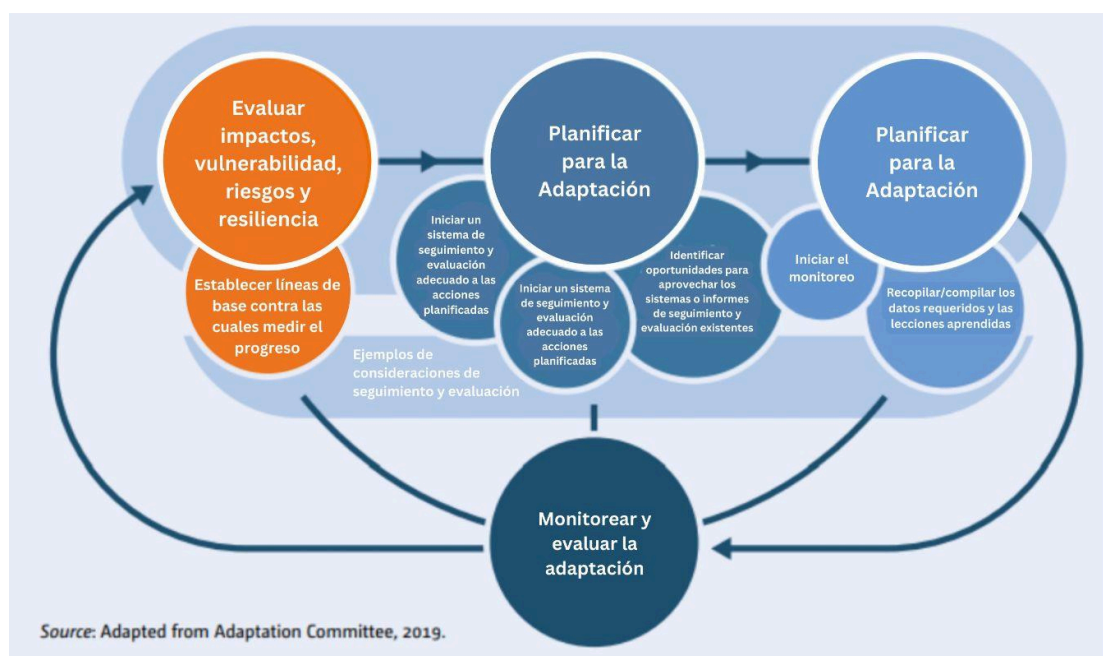 Evaluar
impactos,
vulnerabilidad,
riesgos y
resiliencia
Planificar
para la
Adaptación
Planificar
para la
Adaptación
Establecer líneas de
base contra las
cuales medir el
progreso
Iniciar un
sistema de
seguimiento y
evaluación
adecuado a las
acciones
planificadas
Iniciar un sistema
de seguimiento y
evaluación
adecuado a las
acciones
planificadas
Identificar
oportunidades para
aprovechar los
sistemas o informes
de seguimiento y
evaluación existentes
Iniciar el
monitoreo
Recopilar/compilar los
datos requeridos y las
lecciones aprendidas
Ejemplos de
consideraciones de
seguimiento y evaluación
Monitorear y
evaluar la
adaptación
Source: Adapted from Adaptation Committee, 2019.